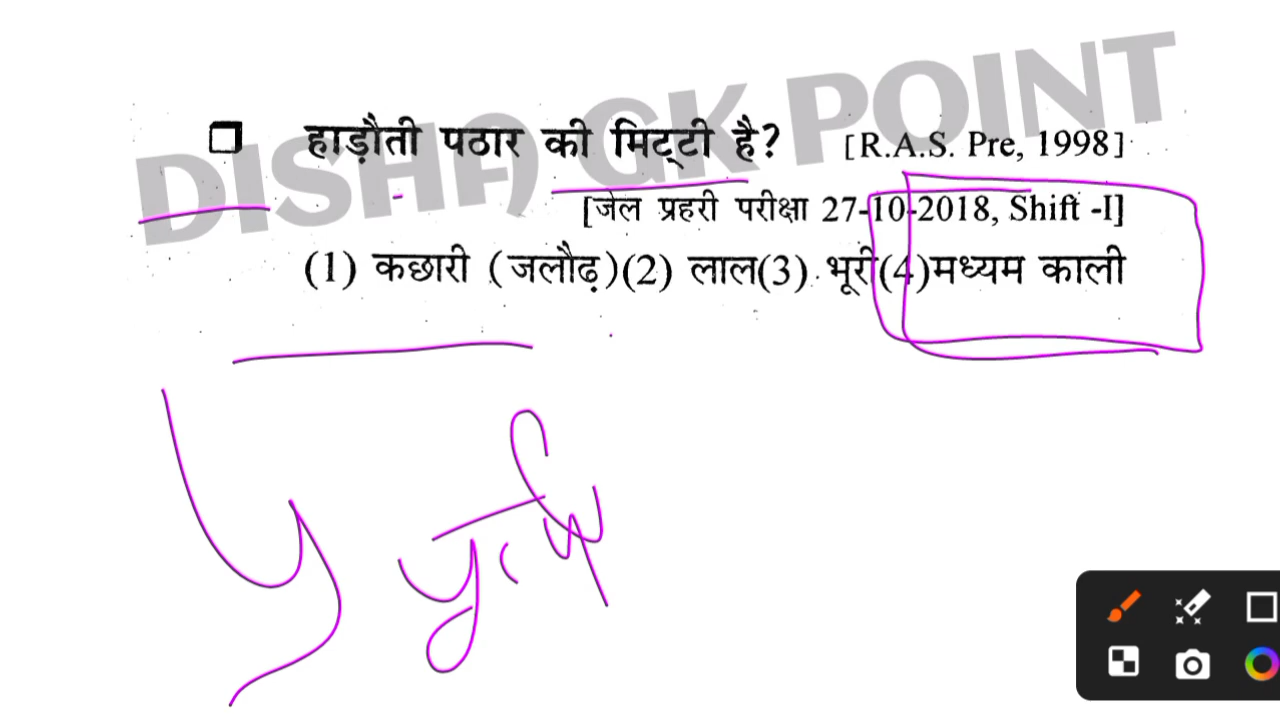 DISHA GK POINT
❑ हाड़ौती पठार की मिट्टी है? [R.A.S. Pre, 1998]
[जेल प्रहरी परीक्षा 27-10-2018, Shift -I]
(1) कछारी (जलौढ़)(2) लाल(3) भूरी(4)मध्यम काली